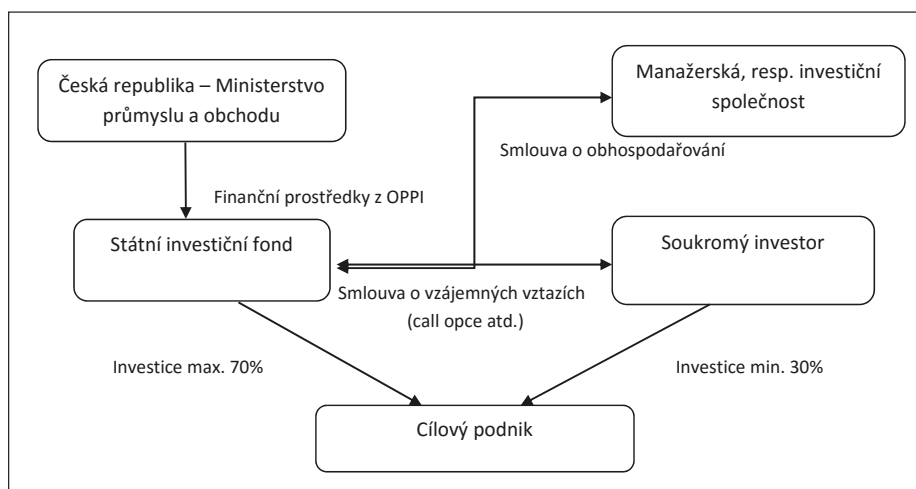 Česká republika – Ministerstvo
průmyslu a obchodu
Manažerská, resp. investiční
společnost
Smlouva o obhospodařování
Finanční prostředky z OPPI
Státní investiční fond
Soukromý investor
Smlouva o vzájemných vztazích
(call opce atd.)
Investice max. 70%
Investice min. 30%
Cílový podnik